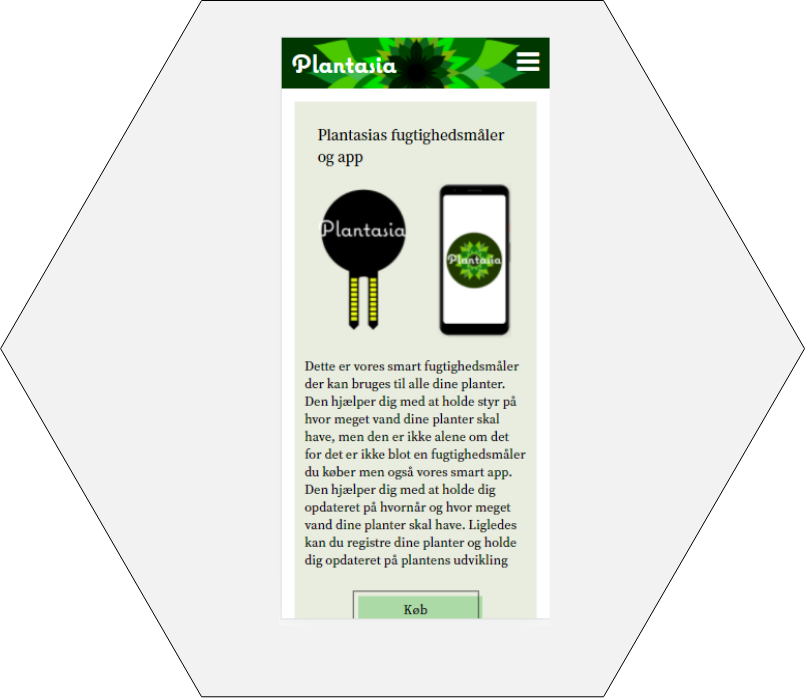 Plantasia
Plantasias fugtighedsmåler
og app
Plantasia
Plantasia
Dette er vores smart fugtighedsmåler
der kan bruges til alle dine planter.
Den hjælper dig med at holde styr på
hvor meget vand dine planter skal
have, men den er ikke alene om det
for det er ikke blot en fugtighedsmåler
du køber men også vores smart app.
Den hjælper dig med at holde dig
opdateret på hvornår og hvor meget
vand dine planter skal have. Ligledes
kan du registre dine planter og holde
dig opdateret på plantens udvikling
Køb